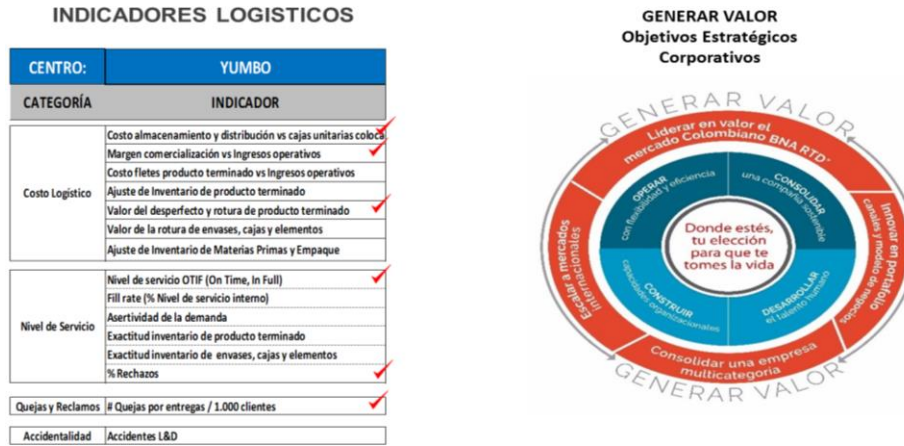 INDICADORES LOGISTICOS
CENTRO: YUMBO
CATEGORÍA INDICADOR
Costo Logístico
Costo almacenamiento y distribución vs cajas unitarias coloca
Margen comercialización vs Ingresos operativos
Costo fletes producto terminado vs Ingresos operativos
Ajuste de Inventario de producto terminado
Valor del desperfecto y rotura de producto terminado
Valor de la rotura de envases, cajas y elementos
Ajuste de Inventario de Materias Primas y Empaque
Nivel de Servicio
Nivel de servicio OTIF (On Time, In Full)
Fill rate (% Nivel de servicio interno)
Asertividad de la demanda
Exactitud inventario de producto terminado
Exactitud inventario de envases, cajas y elementos
% Rechazos
Quejas y Reclamos # Quejas por entregas / 1.000 clientes
Accidentalidad Accidentes L&D
GENERAR VALOR
Objetivos Estratégicos
Corporativos
GENERAR VALOR
Liderar en valor el
mercado Colombiano BNA RTD*
Innovar en portafolio
canales y modelo de negocios
Consolidar una empresa
multicategoría
Escalar a mercados
internacionales
OPERAR
con flexibilidad y eficiencia
CONSOLIDAR
una compañía sostenible
DESARROLLAR
el talento humano
CONSTRUIR
capacidades organizacionales
Donde estés,
tu elección
para que te
tomes la vida
GENERAR VALOR